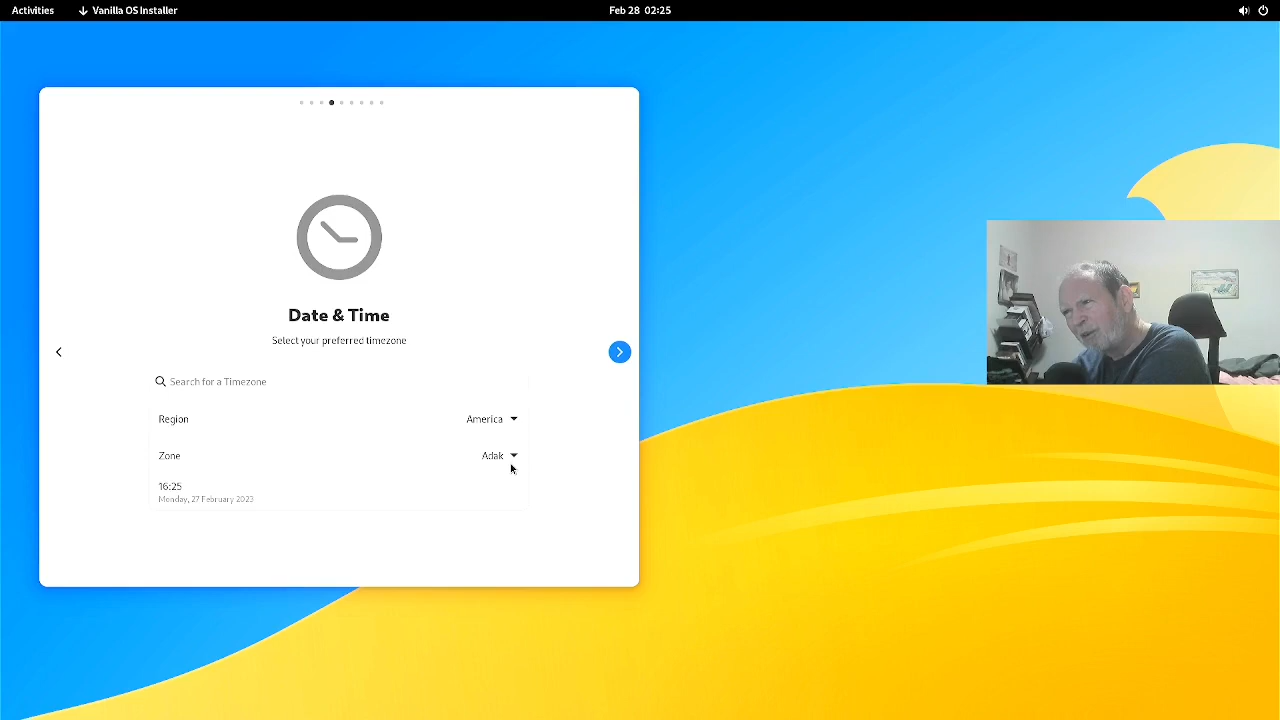 Activities Vanilla OS Installer Feb 28 02:25
Date & Time
Select your preferred timezone
Search for a Timezone
Region America
Zone Adak
16:25
Monday, 27 February 2023